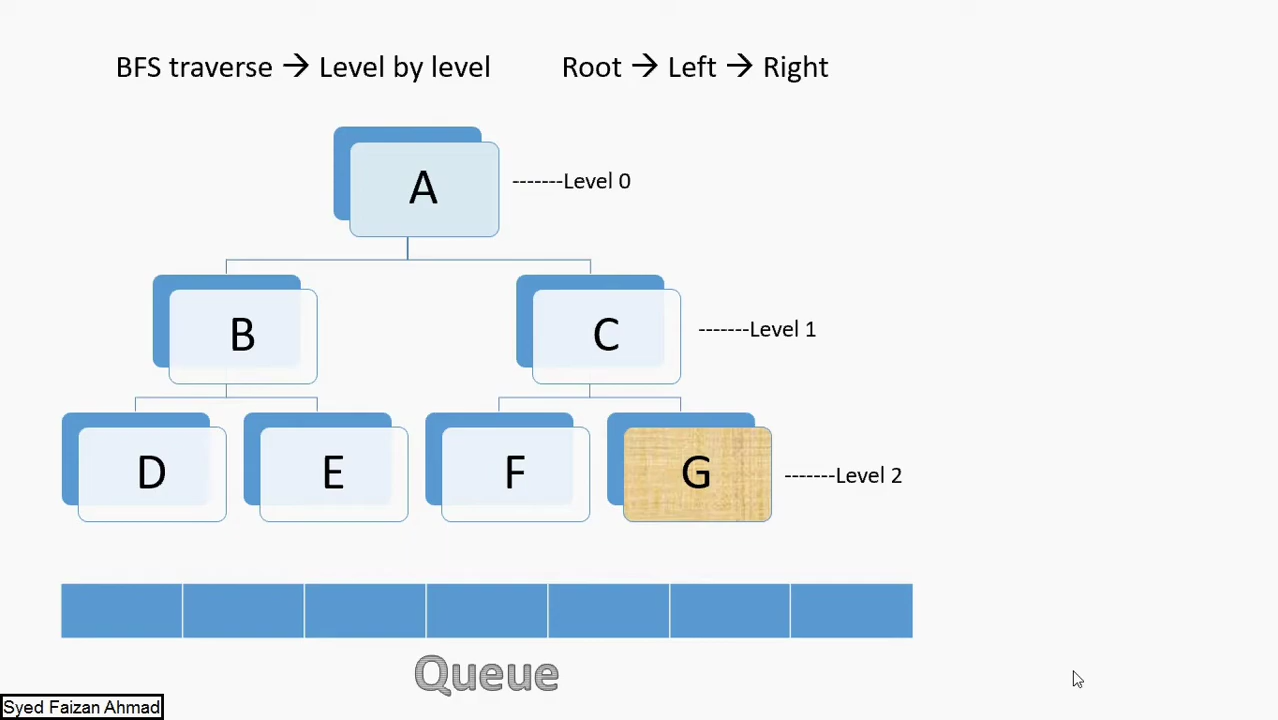 BFS traverse → Level by level Root → Left → Right
A -------Level 0
B C -------Level 1
D E F G -------Level 2
Queue
Syed Faizan Ahmad